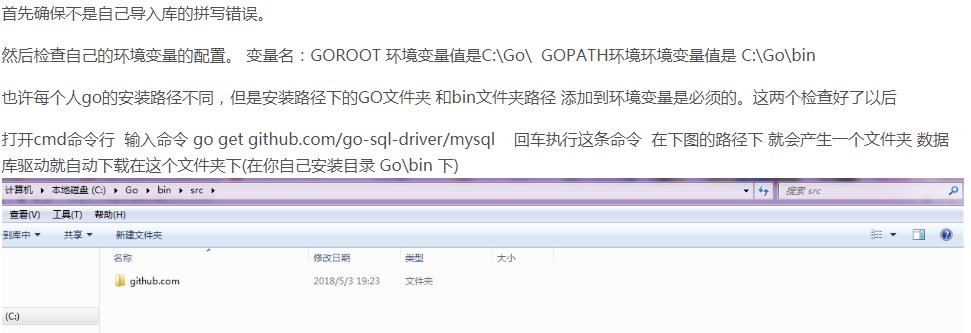 首先确保不是自己导入库的拼写错误。
然后检查自己的环境变量的配置。 变量名：GOROOT 环境变量值是C:\Go\  GOPATH环境环境变量值是 C:\Go\bin
也许每个人go的安装路径不同，但是安装路径下的GO文件夹 和bin文件夹路径 添加到环境变量是必须的。这两个检查好了以后
打开cmd命令行  输入命令 go get github.com/go-sql-driver/mysql    回车执行这条命令  在下图的路径下 就会产生一个文件夹 数据
库驱动就自动下载在这个文件夹下(在你自己安装目录 Go\bin 下)
计算机 ▸ 本地磁盘 (C:) ▸ Go ▸ bin ▸ src ▸ 搜索 src
查看(V) 工具(T) 帮助(H)
到库中 ▾ 共享 ▾ 新建文件夹
名称 修改日期 类型 大小
github.com 2018/5/3 19:23 文件夹
(C:)